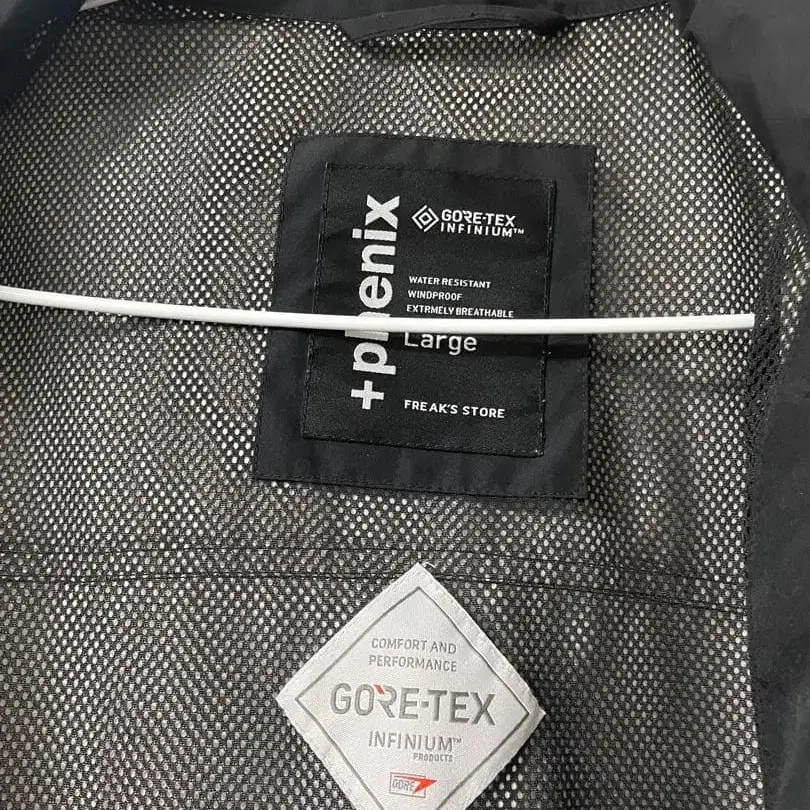 +phenix
GORE-TEX
INFINIUM™
WATER RESISTANT
WINDPROOF
EXTRMELY BREATHABLE
Large
FREAK'S STORE
COMFORT AND
PERFORMANCE
GORE-TEX
INFINIUM™
PRODUCTS
GORE